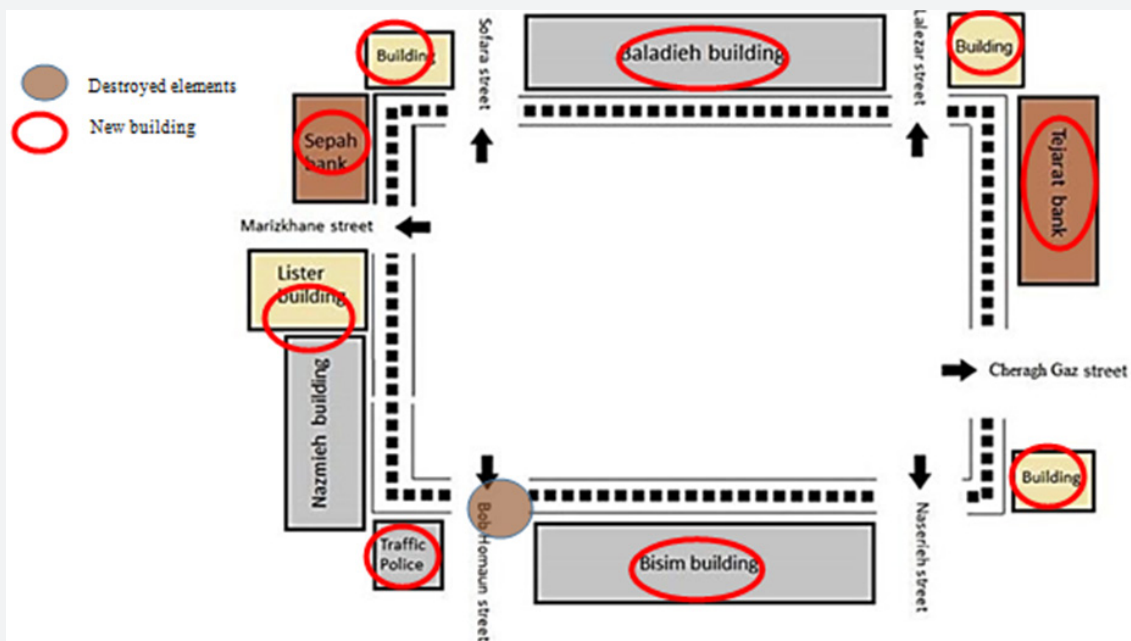 Destroyed elements
New building
Building
Sofara street
Baladieh building
Lalezar street
Building
Sepah
bank
Tejarat bank
Marizkhane street
Lister
building
Cheragh Gaz street
Nazmieh building
Building
Traffic
Police
Bob Homaun street
Bisim building
Naserieh street